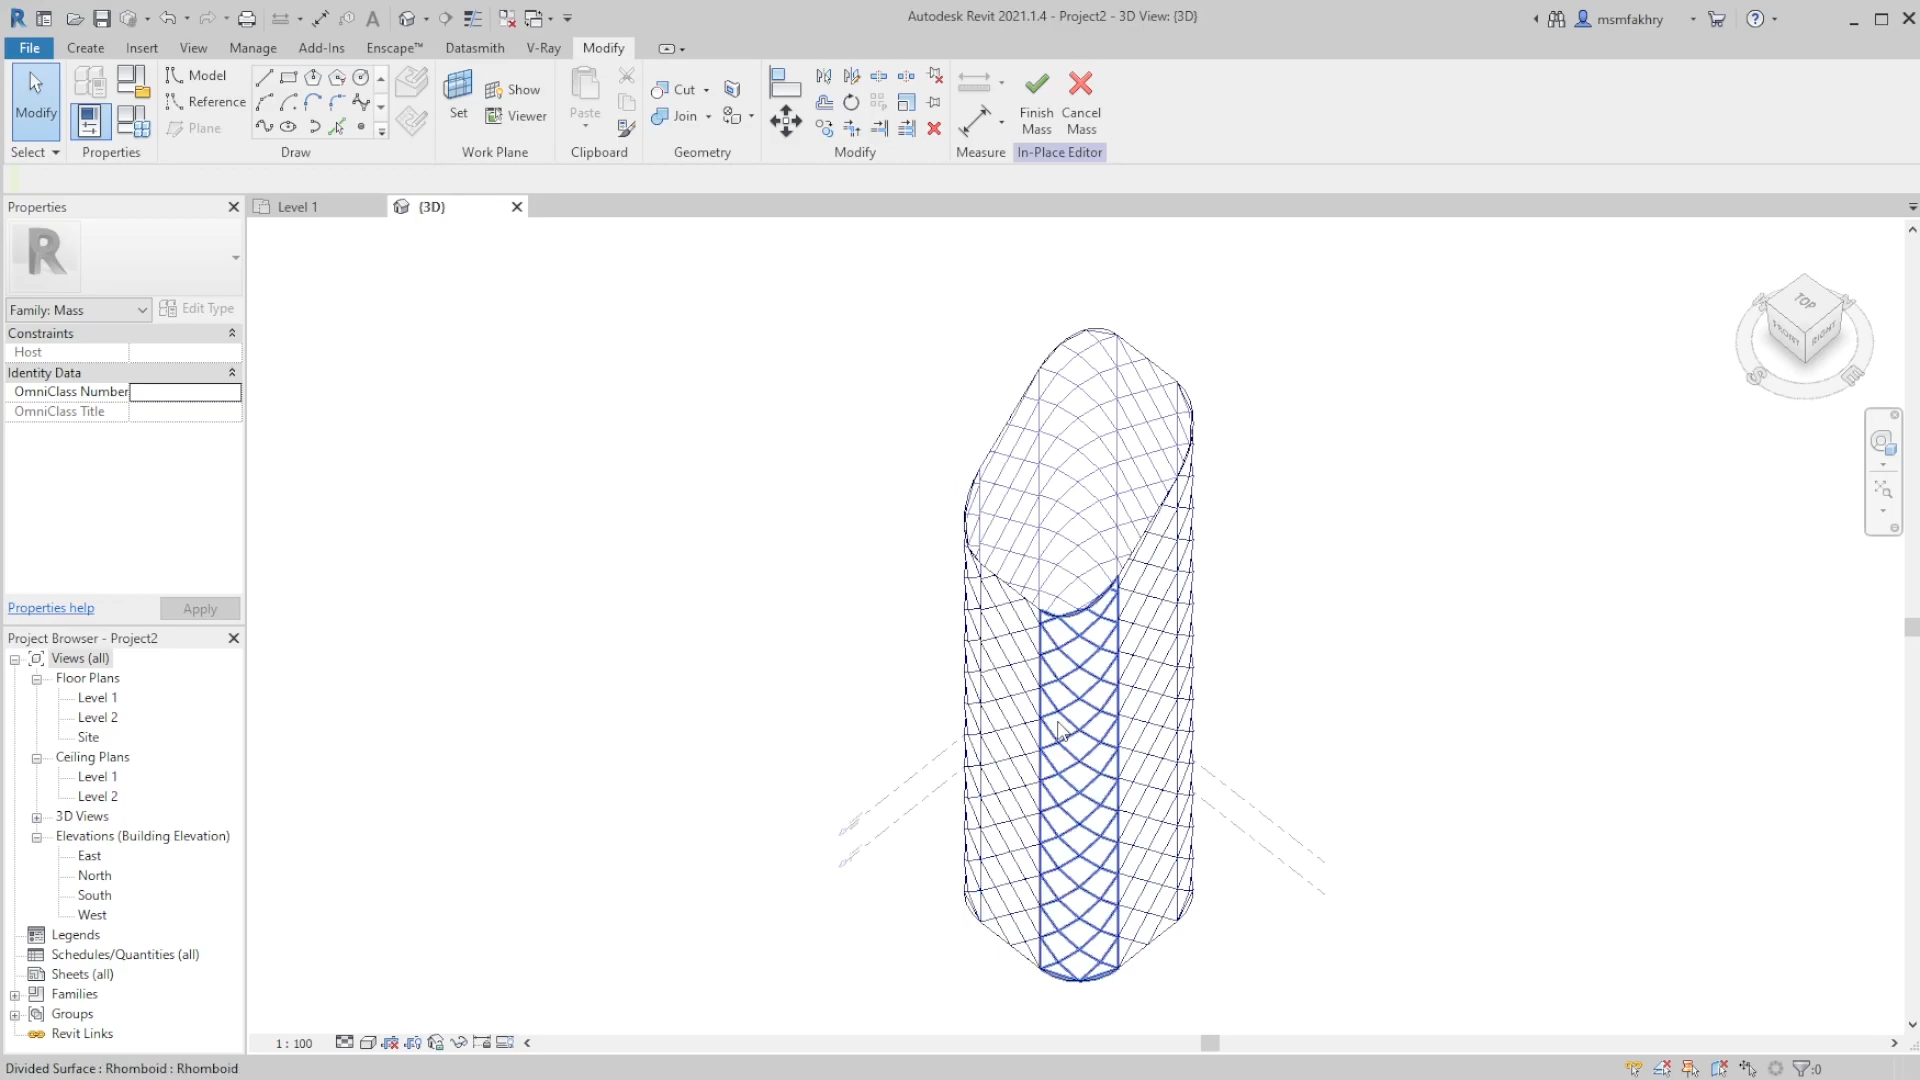 Autodesk Revit 2021.1.4 - Project2 - 3D View: {3D}
msmfakhry
File
Create
Insert
View
Manage
Add-Ins
Enscape™
Datasmith
V-Ray
Modify
Modify
Model
Reference
Plane
Set
Show
Viewer
Paste
Cut
Join
Finish
Mass
Cancel
Mass
Select
Properties
Draw
Work Plane
Clipboard
Geometry
Modify
Measure
In-Place Editor
Properties
Level 1
{3D}
R
Family: Mass
Edit Type
Constraints
Host
Identity Data
OmniClass Number
OmniClass Title
Properties help
Apply
TOP
FRONT
RIGHT
Project Browser - Project2
Views (all)
Floor Plans
Level 1
Level 2
Site
Ceiling Plans
Level 1
Level 2
3D Views
Elevations (Building Elevation)
East
North
South
West
Legends
Schedules/Quantities (all)
Sheets (all)
Families
Groups
Revit Links
1 : 100
Divided Surface : Rhomboid : Rhomboid
:0